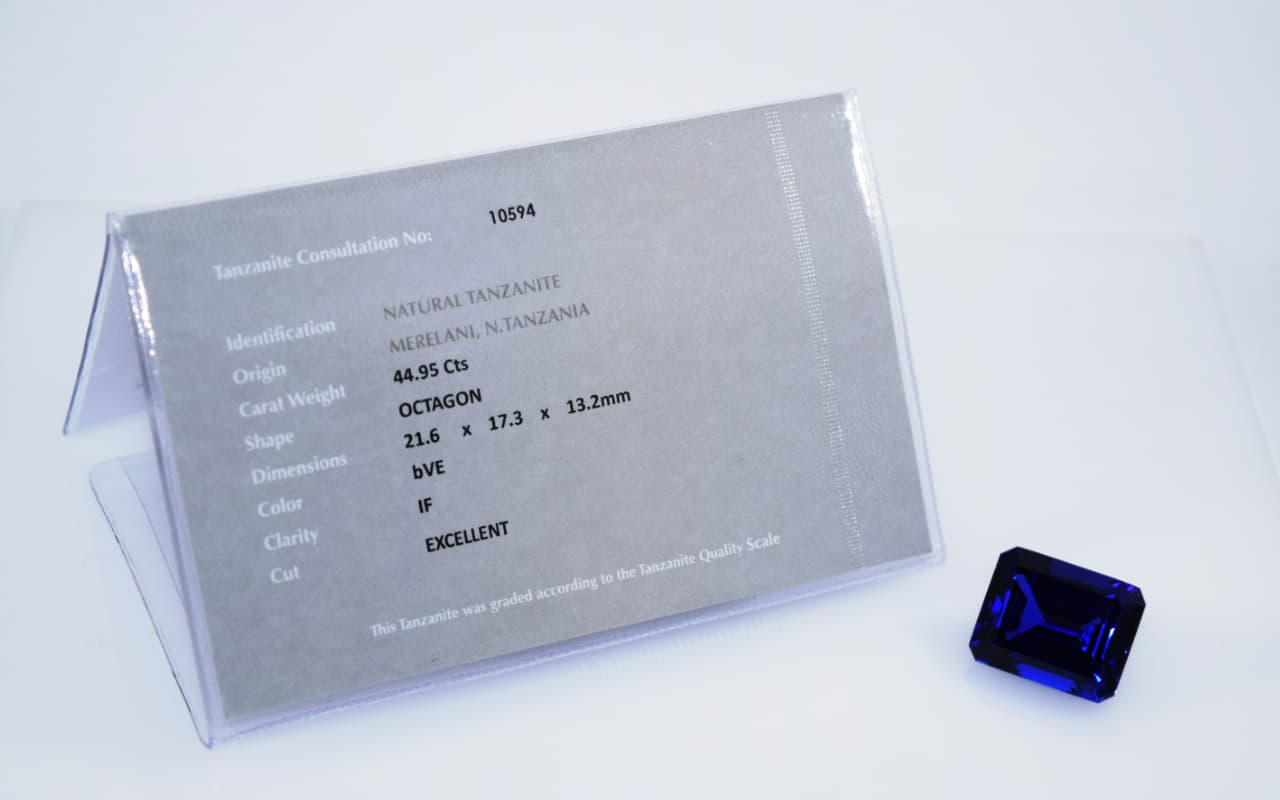 Tanzanite Consultation No: 10594
Identification NATURAL TANZANITE
Origin MERELANI, N.TANZANIA
Carat Weight 44.95 Cts
Shape OCTAGON
Dimensions 21.6 x 17.3 x 13.2mm
Color bVE
Clarity IF
Cut EXCELLENT
This Tanzanite was graded according to the Tanzanite Quality Scale